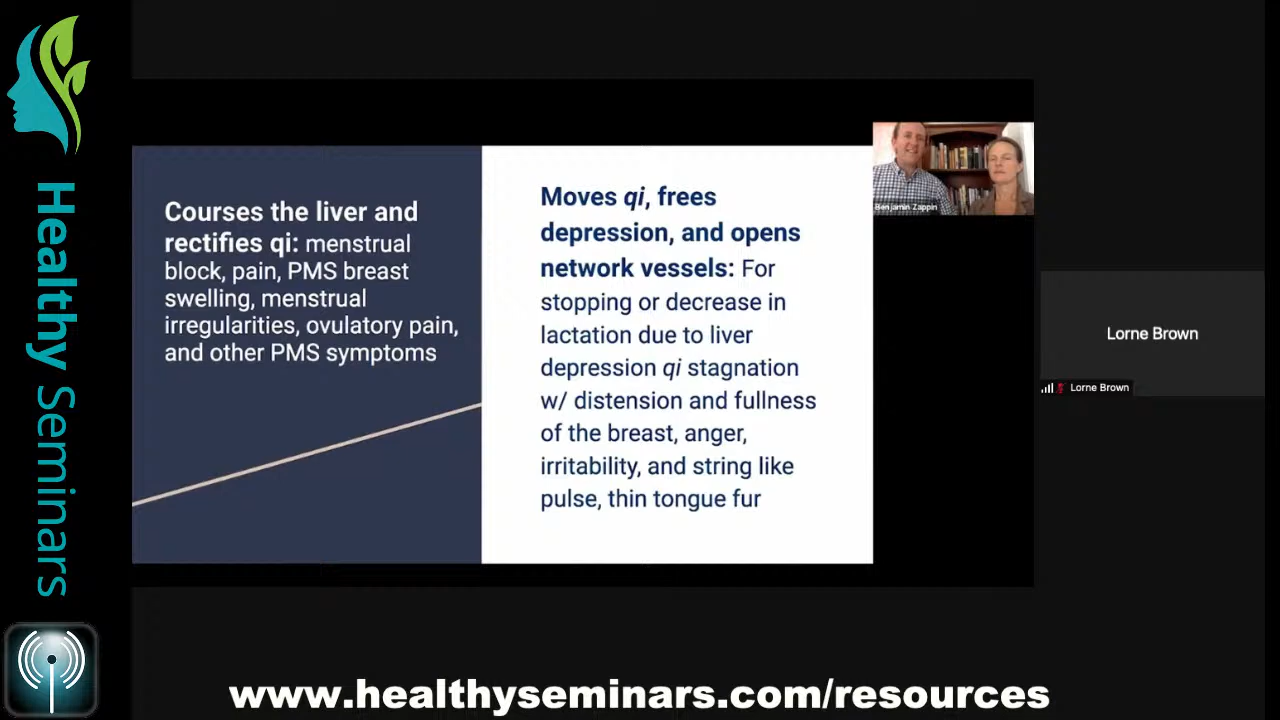 Healthy Seminars
Courses the liver and
rectifies qi: menstrual
block, pain, PMS breast
swelling, menstrual
irregularities, ovulatory pain,
and other PMS symptoms
Moves qi, frees
depression, and opens
network vessels: For
stopping or decrease in
lactation due to liver
depression qi stagnation
w/ distension and fullness
of the breast, anger,
irritability, and string like
pulse, thin tongue fur
Benjamin Zappin
Lorne Brown
Lorne Brown
www.healthyseminars.com/resources